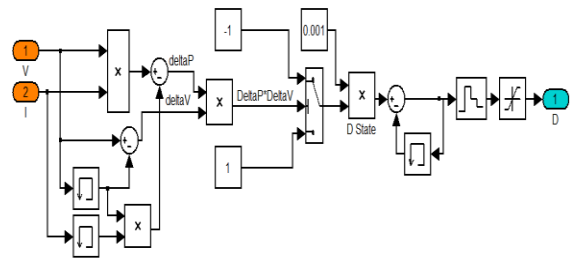 1
V
2
I
x
+
-
deltaP
deltaV
+
-
x
x
DeltaP*DeltaV
-1
1
0.001
x
D State
+
-
1
D